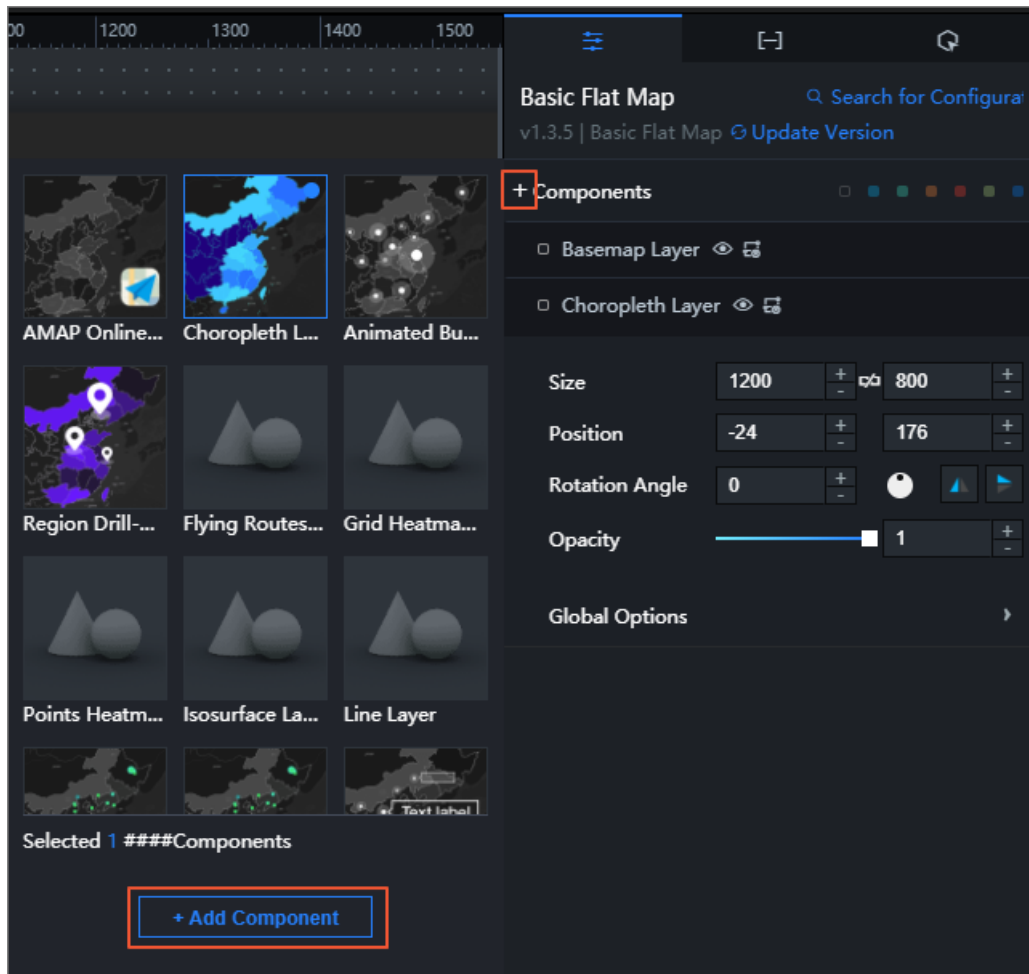 00 1200 1300 1400 1500
Basic Flat Map
Search for Configurat
v1.3.5 | Basic Flat Map Update Version
+ Components
Basemap Layer
Choropleth Layer
AMAP Online... Choropleth L... Animated Bu...
Region Drill-... Flying Routes... Grid Heatma...
Points Heatm... Isosurface La... Line Layer
Text label
Selected 1 ####Components
+ Add Component
Size 1200 + - 800 + -
Position -24 + - 176 + -
Rotation Angle 0 + -
Opacity 1 + -
Global Options